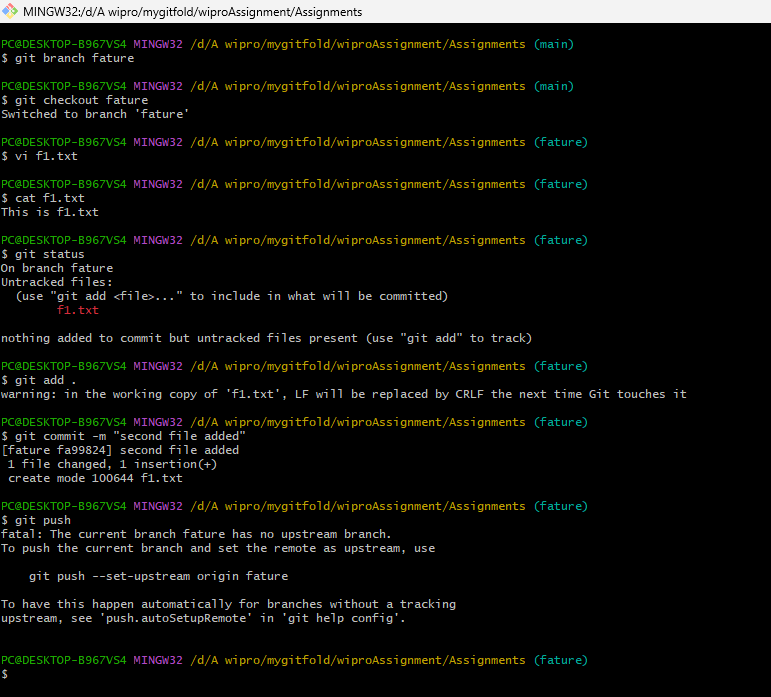 MINGW32:/d/A wipro/mygitfold/wiproAssignment/Assignments
PC@DESKTOP-B967VS4 MINGW32 /d/A wipro/mygitfold/wiproAssignment/Assignments (main)
$ git branch fature
PC@DESKTOP-B967VS4 MINGW32 /d/A wipro/mygitfold/wiproAssignment/Assignments (main)
$ git checkout fature
Switched to branch 'fature'
PC@DESKTOP-B967VS4 MINGW32 /d/A wipro/mygitfold/wiproAssignment/Assignments (fature)
$ vi f1.txt
PC@DESKTOP-B967VS4 MINGW32 /d/A wipro/mygitfold/wiproAssignment/Assignments (fature)
$ cat f1.txt
This is f1.txt
PC@DESKTOP-B967VS4 MINGW32 /d/A wipro/mygitfold/wiproAssignment/Assignments (fature)
$ git status
On branch fature
Untracked files:
  (use "git add <file>..." to include in what will be committed)
        f1.txt
nothing added to commit but untracked files present (use "git add" to track)
PC@DESKTOP-B967VS4 MINGW32 /d/A wipro/mygitfold/wiproAssignment/Assignments (fature)
$ git add .
warning: in the working copy of 'f1.txt', LF will be replaced by CRLF the next time Git touches it
PC@DESKTOP-B967VS4 MINGW32 /d/A wipro/mygitfold/wiproAssignment/Assignments (fature)
$ git commit -m "second file added"
[fature fa99824] second file added
 1 file changed, 1 insertion(+)
 create mode 100644 f1.txt
PC@DESKTOP-B967VS4 MINGW32 /d/A wipro/mygitfold/wiproAssignment/Assignments (fature)
$ git push
fatal: The current branch fature has no upstream branch.
To push the current branch and set the remote as upstream, use
    git push --set-upstream origin fature
To have this happen automatically for branches without a tracking
upstream, see 'push.autoSetupRemote' in 'git help config'.
PC@DESKTOP-B967VS4 MINGW32 /d/A wipro/mygitfold/wiproAssignment/Assignments (fature)
$